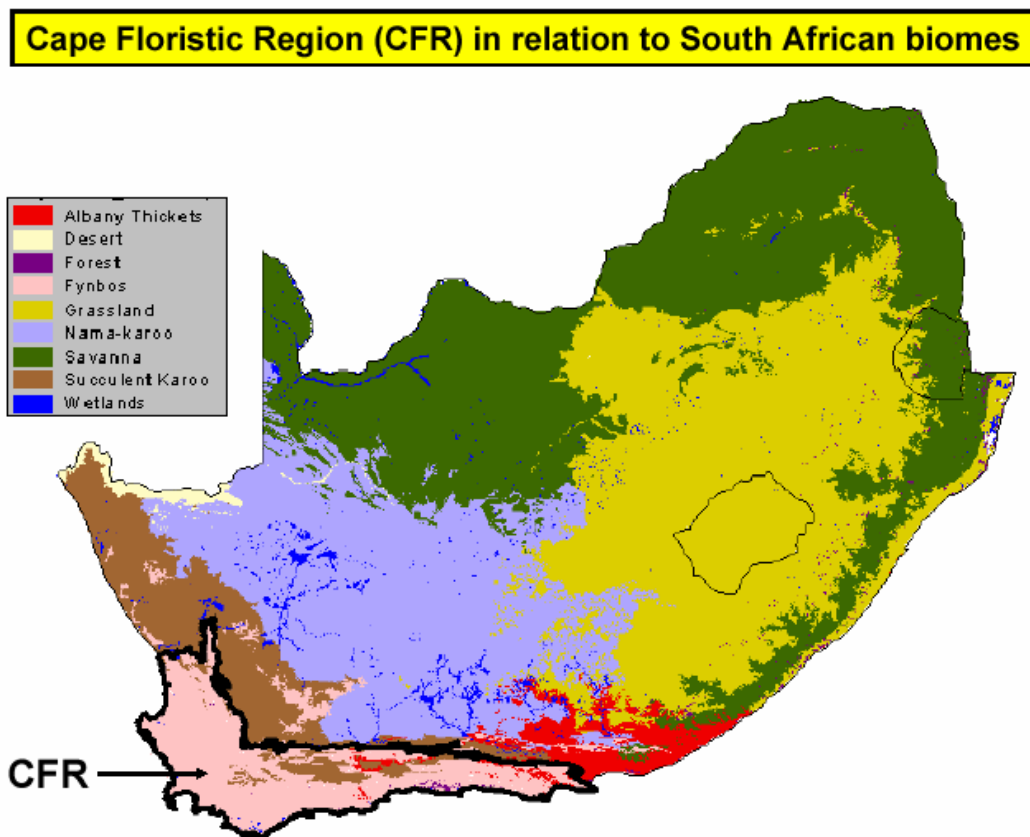 Cape Floristic Region (CFR) in relation to South African biomes
Albany Thickets
Desert
Forest
Fynbos
Grassland
Nama-karoo
Savanna
Succulent Karoo
Wetlands
CFR